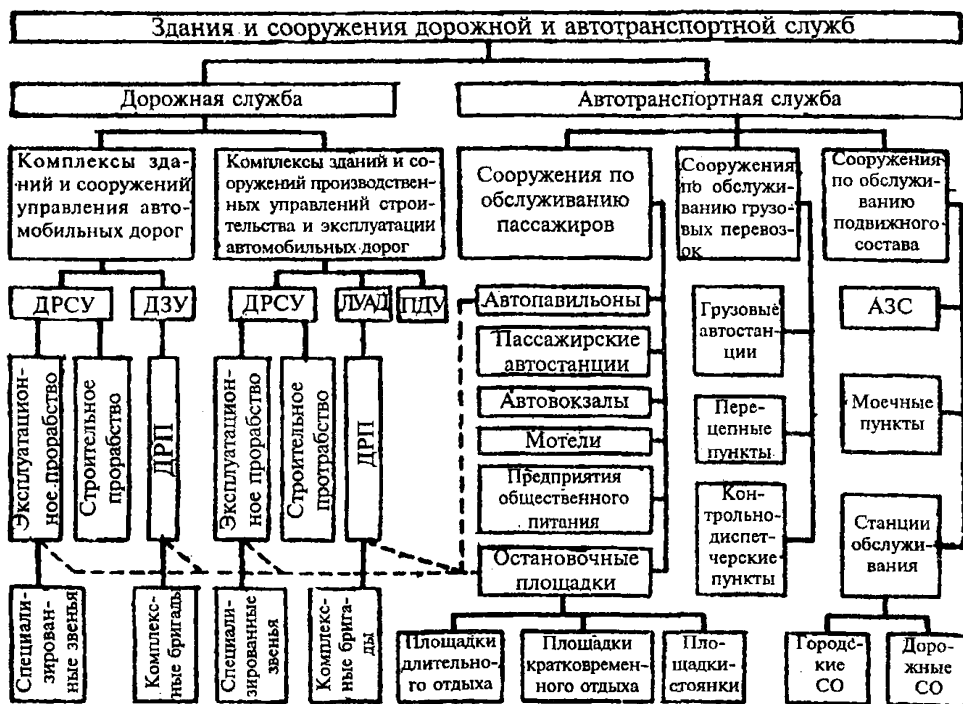 Здания и сооружения дорожной и автотранспортной служб
Дорожная служба
Автотранспортная служба
Комплексы зда-
ний и сооружений
управления авто-
мобильных дорог
Комплексы зданий и со-
оружений производствен-
ных управлений строи-
тельства и эксплуатации
автомобильных дорог
Сооружения по
обслуживанию
пассажиров
Сооружения
по обслужи-
ванию грузо-
вых перевоз-
ок
Сооружения
по обслужи-
ванию
подвижного
состава
ДРСУ
ДЗУ
ДРСУ
ЛУАД
ПДУ
Эксплуатацион-
ное прорабство
Строительное
прорабство
ДРП
Эксплуатацион-
ное прорабство
Строительное
протрабство
ДРП
Специали-
зирован-
ные звенья
Комплекс-
ные бригады
Специали-
зированные
звенья
Комплекс-
ные брига-
ды
Автопавильоны
Пассажирские
автостанции
Автовокзалы
Мотели
Предприятия
общественного
питания
Остановочные
площадки
Грузовые
автостан-
ции
Пере-
цепные
пункты
Кон-
трольно-
диспет-
черские
пункты
АЗС
Моечные
пункты
Станции
обслужи-
вания
Площадки
длительно-
го отдыха
Площадки
кратковремен-
ного отдыха
Пло-
щадки-
стоянки
Городс-
кие
СО
Доро-
жные
СО